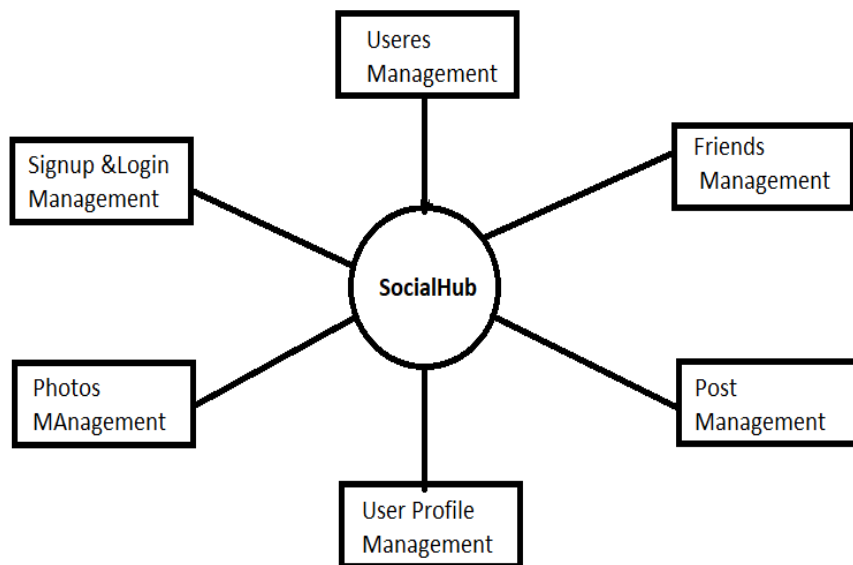 Useres
Management
Signup &Login
Management
Friends
Management
SocialHub
Photos
MAnagement
Post
Management
User Profile
Management